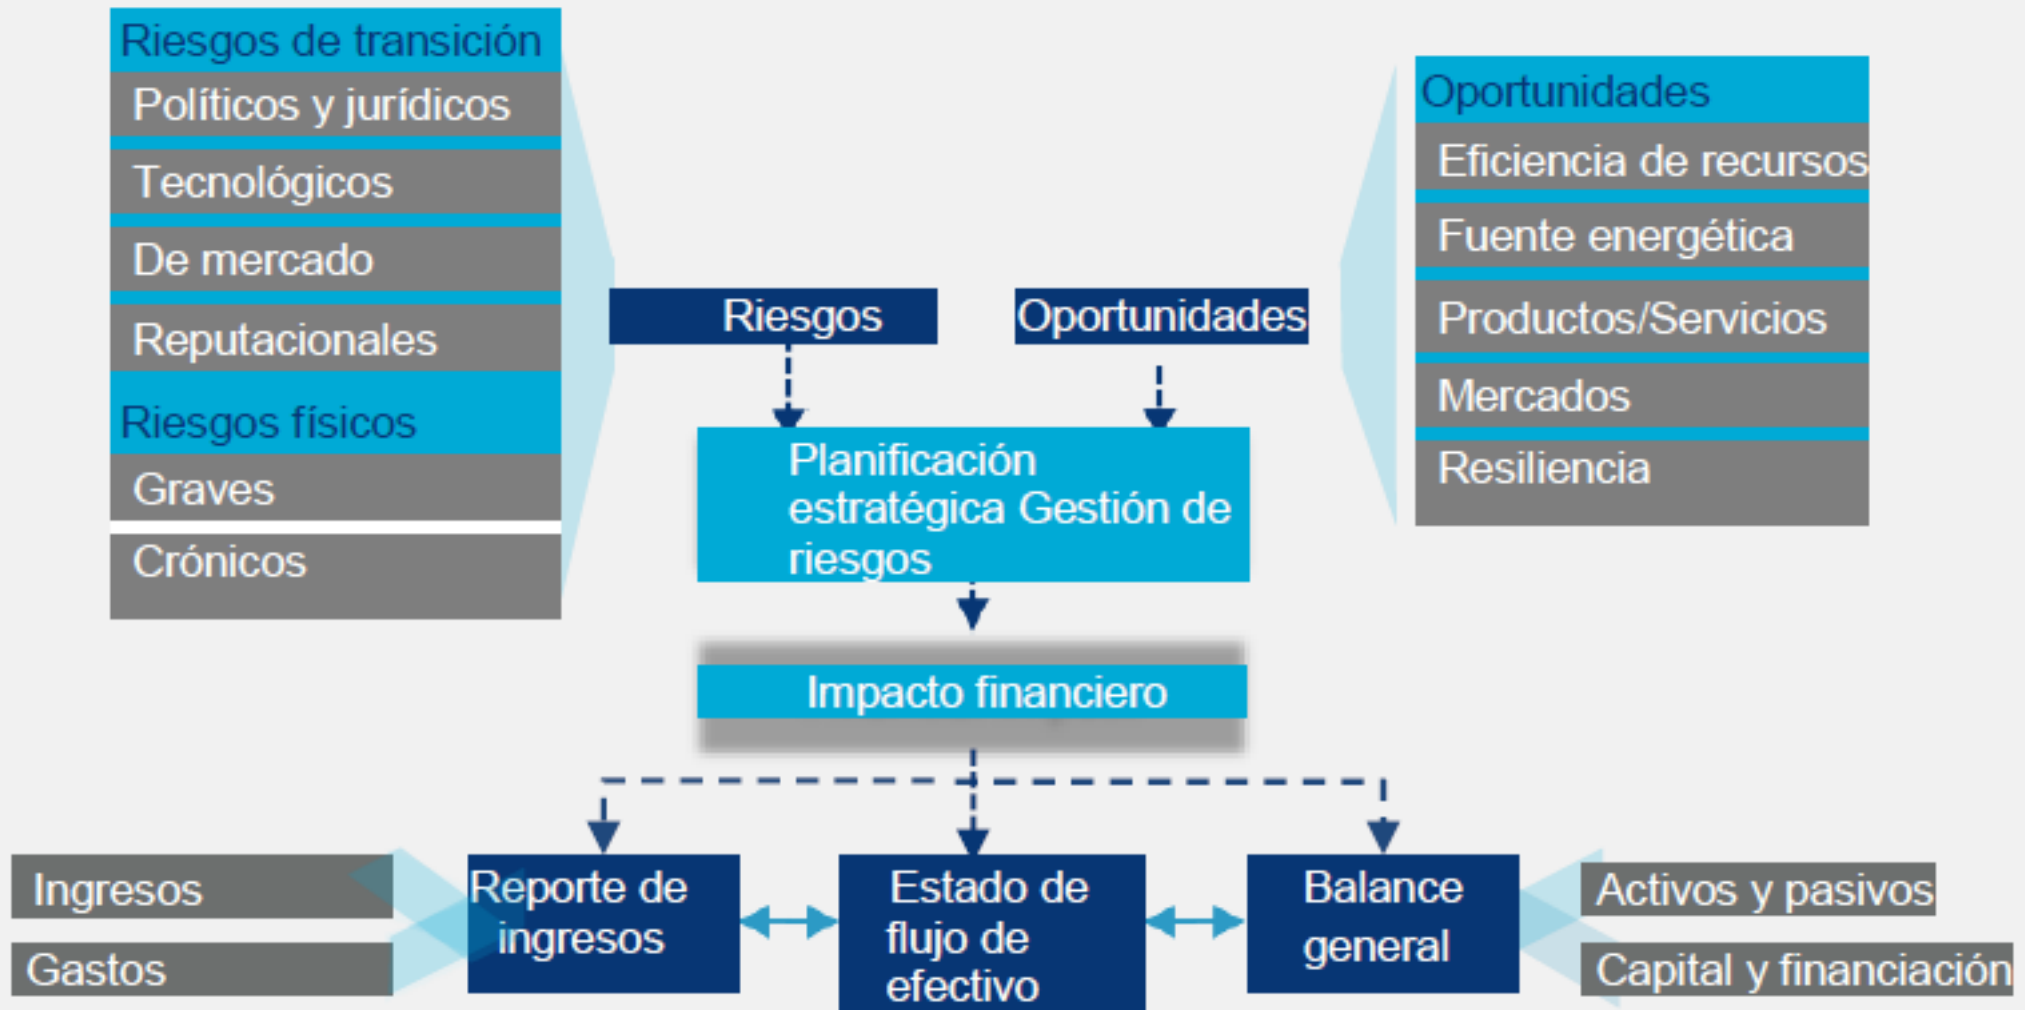 Riesgos de transición
Políticos y jurídicos
Tecnológicos
De mercado
Reputacionales
Riesgos físicos
Graves
Crónicos
Riesgos
Oportunidades
Oportunidades
Eficiencia de recursos
Fuente energética
Productos/Servicios
Mercados
Resiliencia
Planificación
estratégica Gestión de
riesgos
Impacto financiero
Ingresos
Gastos
Reporte de
ingresos
Estado de
flujo de
efectivo
Balance
general
Activos y pasivos
Capital y financiación